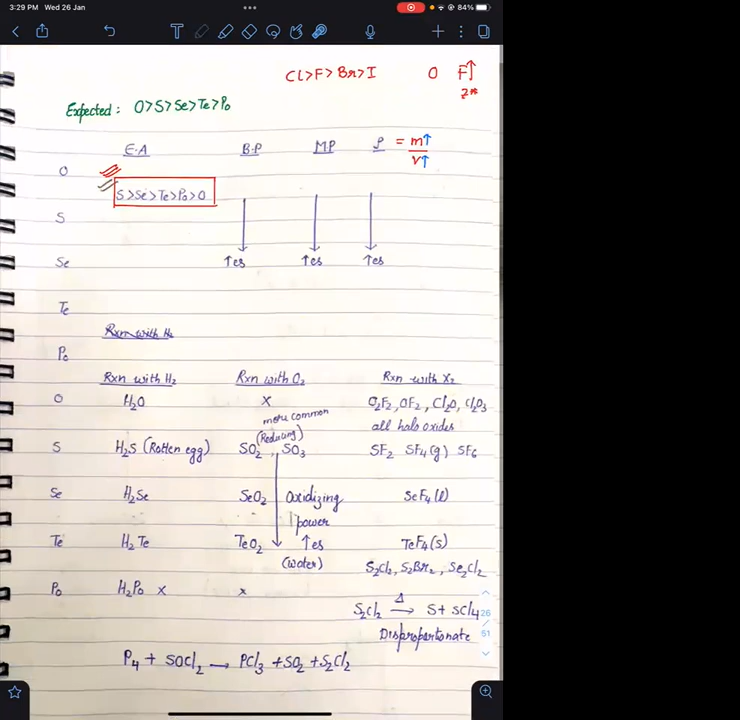 3:29 PM Wed 26 Jan
84%
Cl>F>Br>I
O F↑
Z**
Expected: O>S>Se>Te>Po
E.A B.P MP ρ = m↑/V↑
O
S>Se>Te>Po>O
S
Se ↑es ↑es ↑es
Te
Rxn with H2
Po
Rxn with H2 Rxn with O2 Rxn with X2
O H2O X O2F2, OF2, Cl2O, Cl2O3
more common
all halo oxides
(Reducing)
S H2S (Rotten egg) SO2, SO3 SF2 SF4(g) SF6
Se H2Se SeO2 Oxidizing SeF4(l)
power
Te H2Te TeO2 ↑es TeF4(s)
(water) S2Cl2, S2Br2, Se2Cl2
Po H2Po x x
S2Cl2 Δ→ S + SCl4
26
/
51
Disproportonate
P4 + SOCl2 → PCl3 + SO2 + S2Cl2